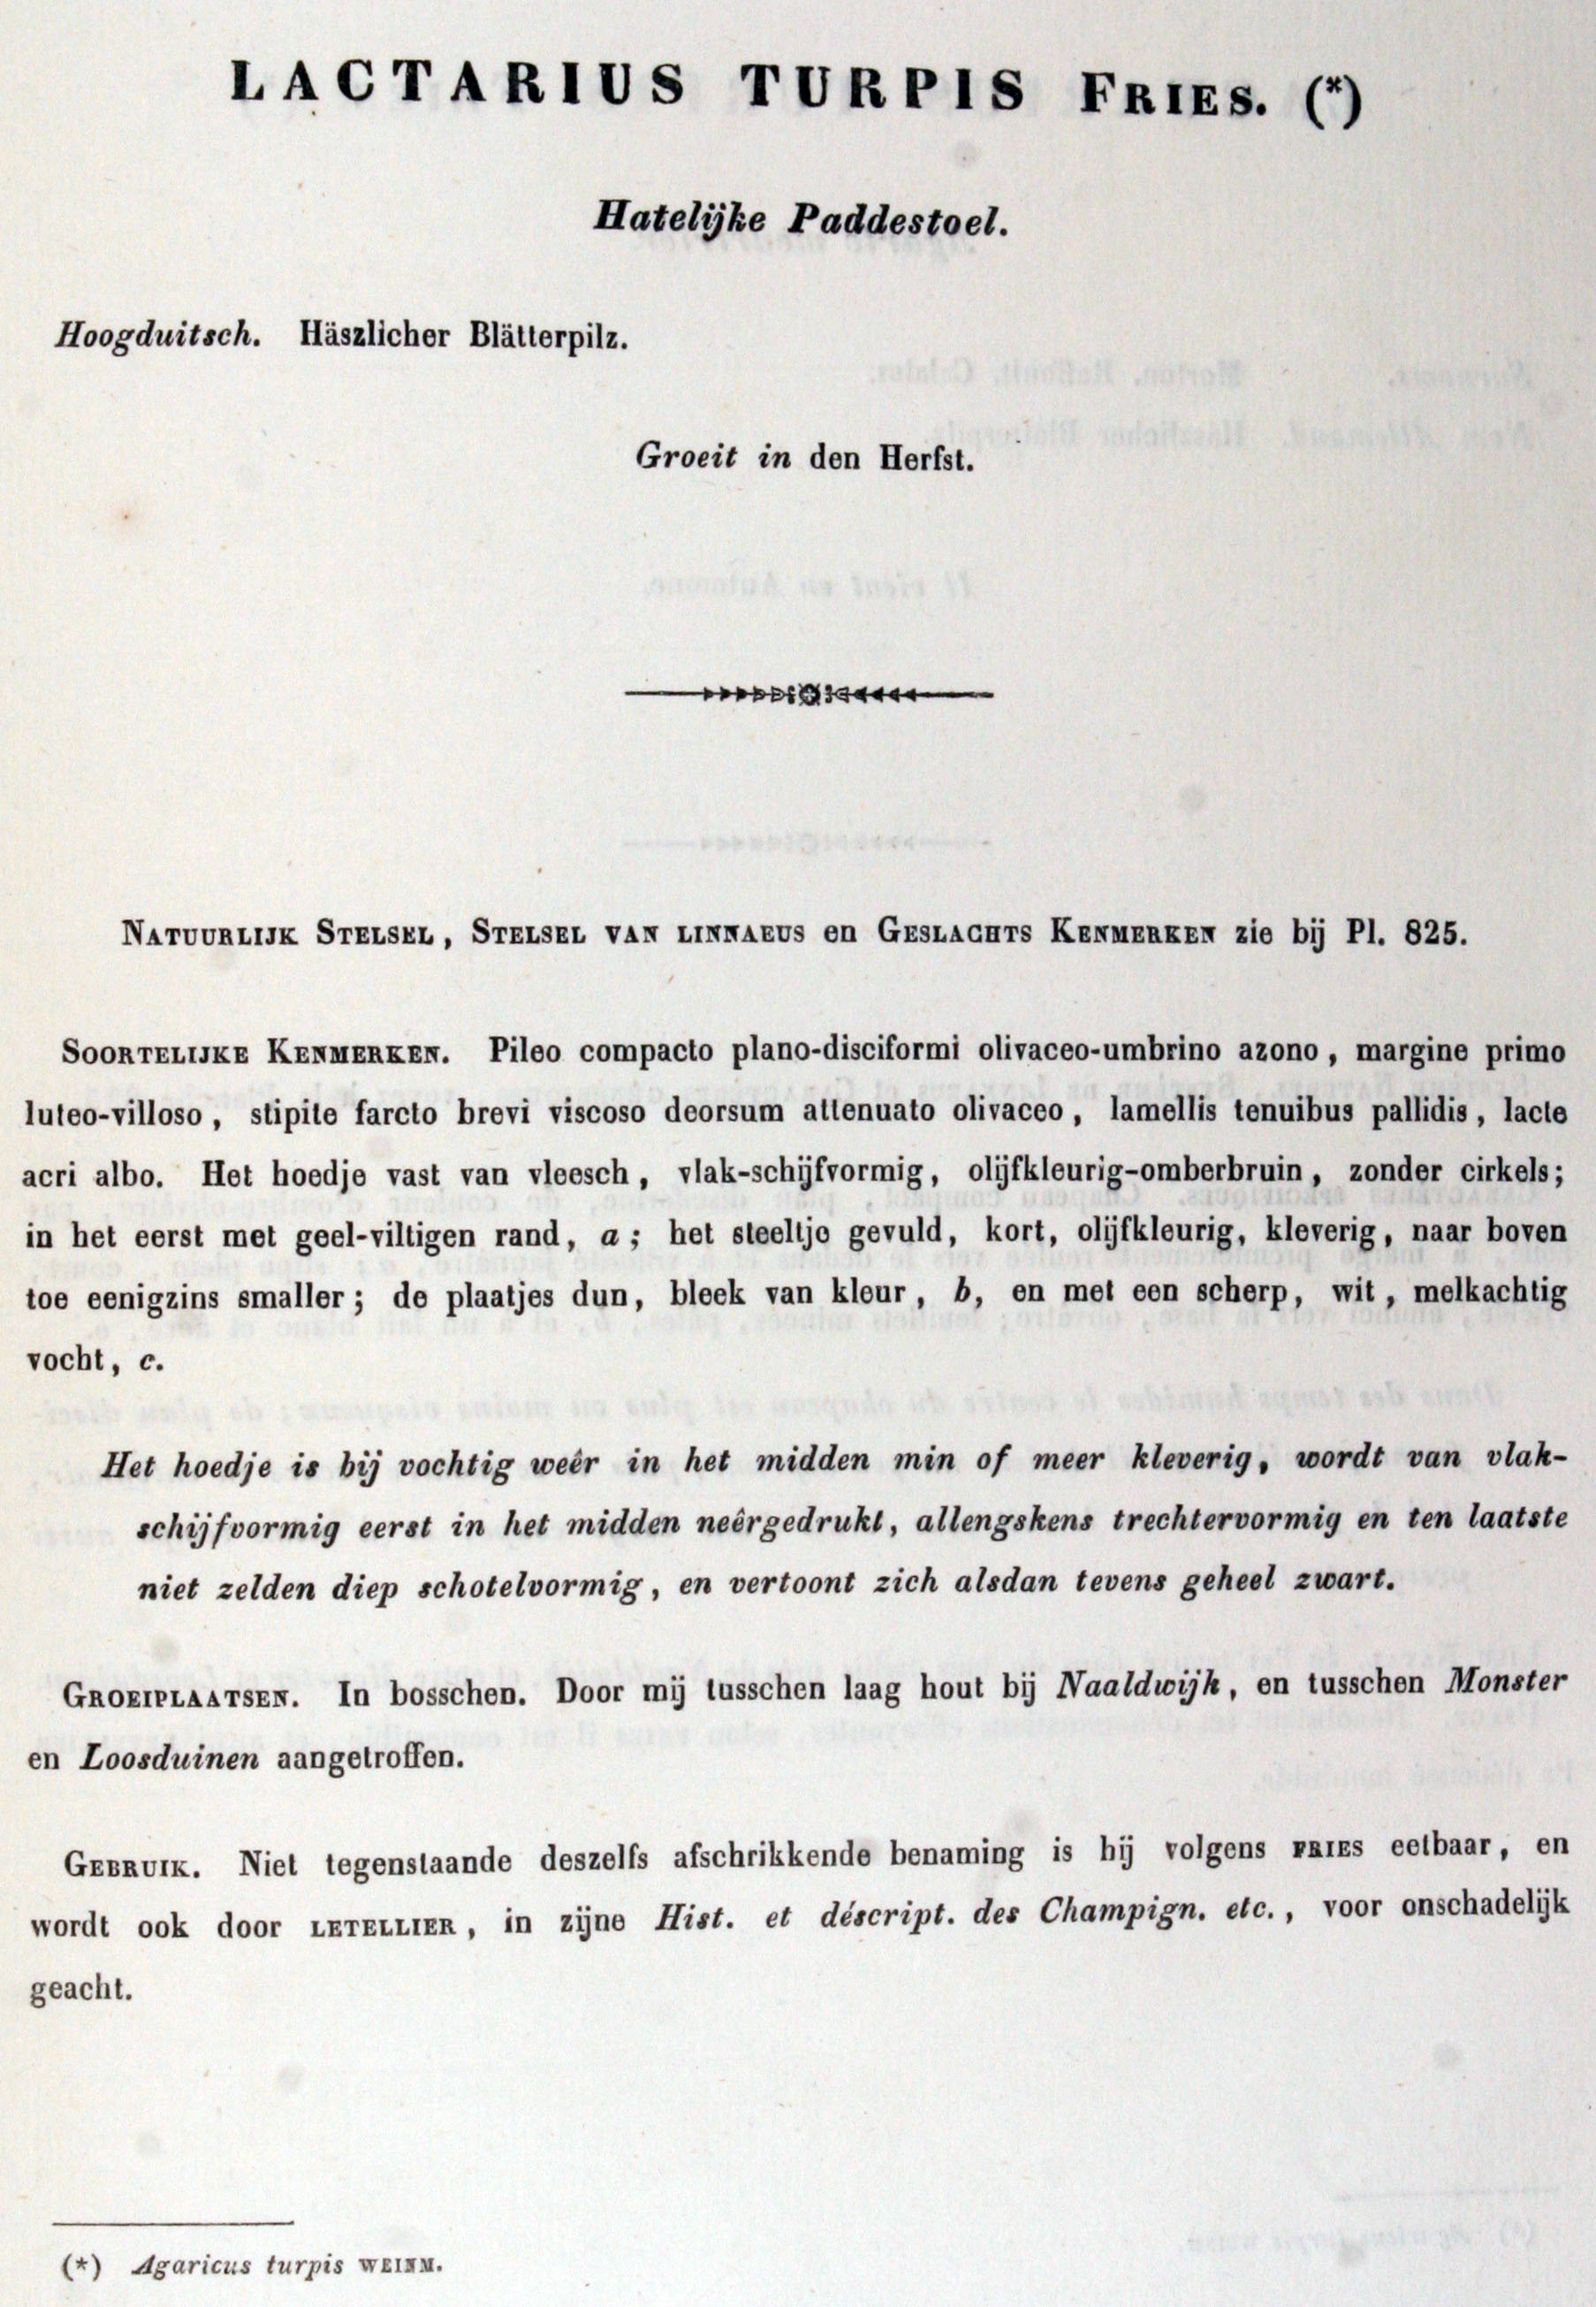 LACTARIUS TURPIS FRIES. (*)
Hatelijke Paddestoel.
Hoogduitsch. Häszlicher Blätterpilz.
Groeit in den Herfst.
NATUURLIJK STELSEL, STELSEL VAN LINNAEUS en GESLACHTS KENMERKEN zie bij Pl. 825.
SOORTELIJKE KENMERKEN. Pileo compacto plano-disciformi olivaceo-umbrino azono, margine primo
luteo-villoso, stipite farcto brevi viscoso deorsum attenuato olivaceo, lamellis tenuibus pallidis, lacte
acri albo. Het hoedje vast van vleesch, vlak-schijfvormig, olijfkleurig-omberbruin, zonder cirkels;
in het eerst met geel-viltigen rand, a; het steeltje gevuld, kort, olijfkleurig, kleverig, naar boven
toe eenigzins smaller; de plaatjes dun, bleek van kleur, b, en met een scherp, wit, melkachtig
vocht, c.
Het hoedje is bij vochtig weêr in het midden min of meer kleverig, wordt van vlak-
schijfvormig eerst in het midden neêrgedrukt, allengskens trechtervormig en ten laatste
niet zelden diep schotelvormig, en vertoont zich alsdan tevens geheel zwart.
GROEIPLAATSEN. In bosschen. Door mij tusschen laag hout bij Naaldwijk, en tusschen Monster
en Loosduinen aangetroffen.
GEBRUIK. Niet tegenstaande deszelfs afschrikkende benaming is hij volgens FRIES eetbaar, en
wordt ook door LETELLIER, in zijne Hist. et déscript. des Champign. etc., voor onschadelijk
geacht.
(*) Agaricus turpis WEINM.